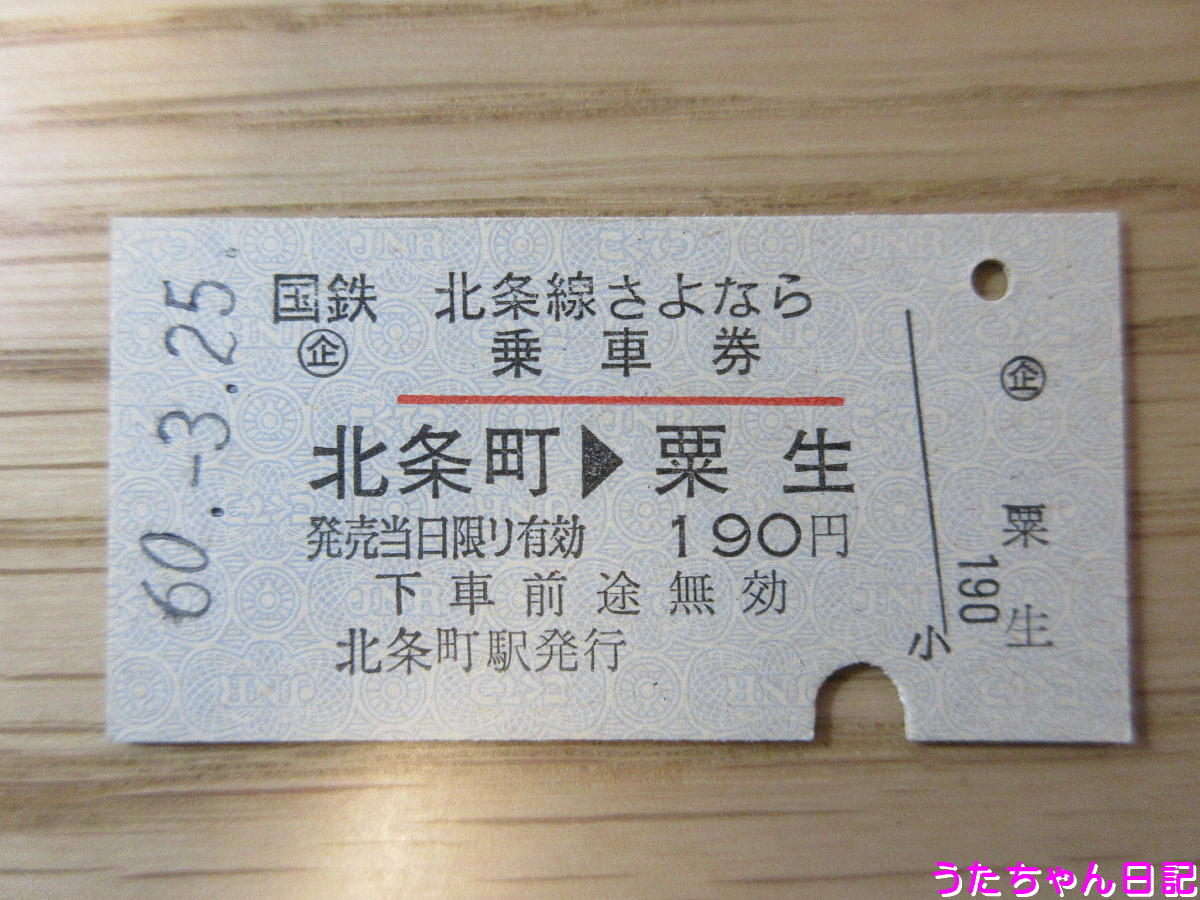 60.-3.25
国鉄 北条線さよなら
㊭ 乗車券
北条町▶粟生
発売当日限り有効 190円
下車前途無効
北条町駅発行
小
企
粟生
190
うたちゃん日記